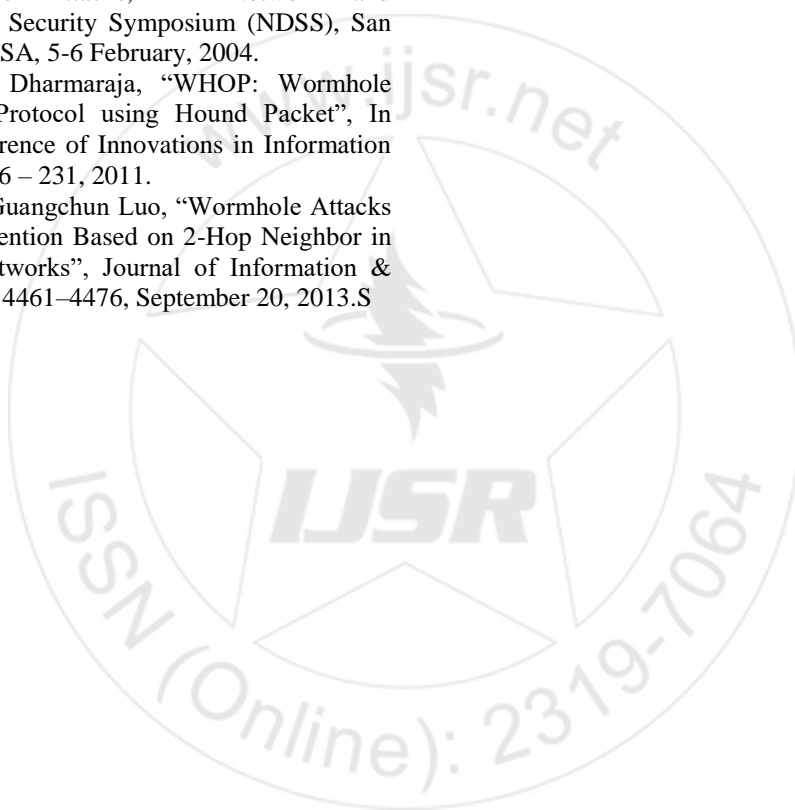 Security Symposium (NDSS), San
SA, 5-6 February, 2004.
Dharmaraja, “WHOP: Wormhole
Protocol using Hound Packet”, In
rence of Innovations in Information
6 – 231, 2011.
Guangchun Luo, “Wormhole Attacks
ention Based on 2-Hop Neighbor in
tworks”, Journal of Information &
4461–4476, September 20, 2013.S
www.ijsr.net
IJSR
ISSN (Online): 2319-7064